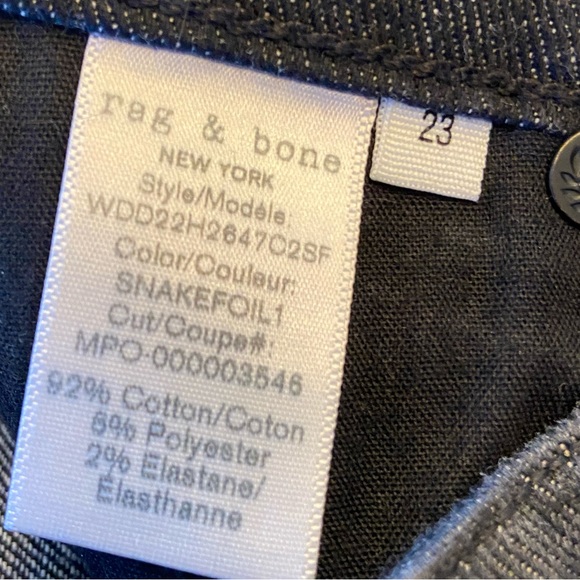 rag & bone
NEW YORK
Style/Modèle:
WDD22H2647C2SF
Color/Couleur:
SNAKEFOIL1
Cut/Coupe#:
MPO-000003546
92% Cotton/Coton
6% Polyester
2% Elastane/
Élasthanne
23